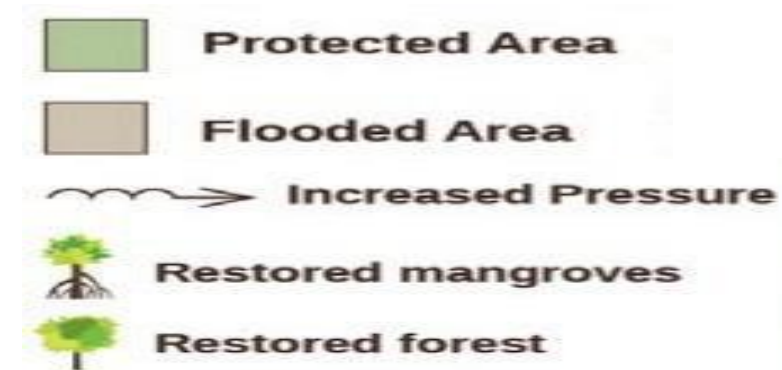 Protected Area
Flooded Area
Increased Pressure
Restored mangroves
Restored forest